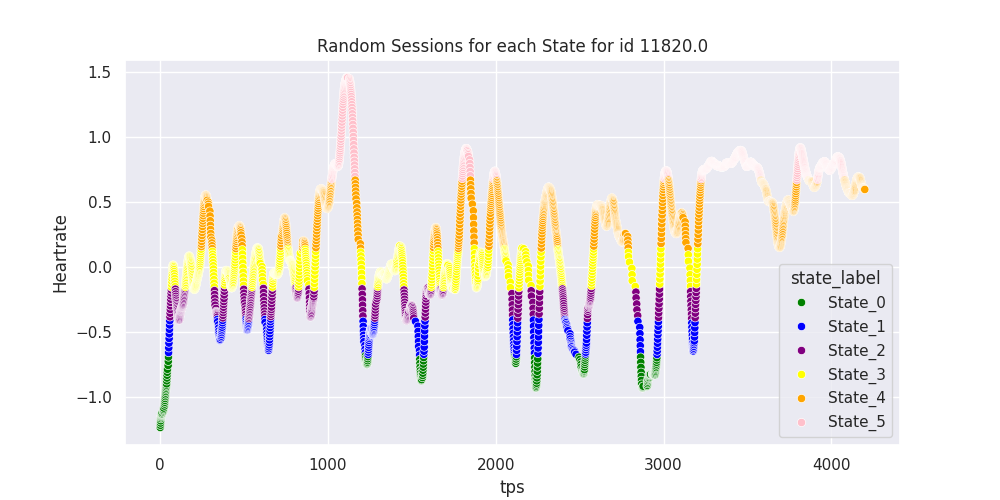 Random Sessions for each State for id 11820.0
Heartrate
1.5
1.0
0.5
0.0
−0.5
−1.0
0
1000
2000
3000
4000
tps
state_label
State_0
State_1
State_2
State_3
State_4
State_5